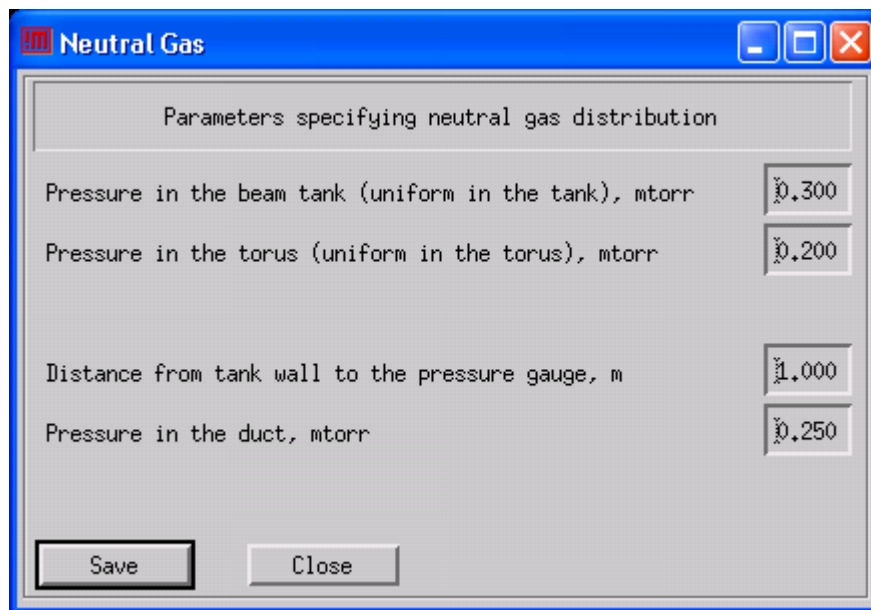 Neutral Gas
Parameters specifying neutral gas distribution
Pressure in the beam tank (uniform in the tank), mtorr 0.300
Pressure in the torus (uniform in the torus), mtorr 0.200
Distance from tank wall to the pressure gauge, m 1.000
Pressure in the duct, mtorr 0.250
Save Close